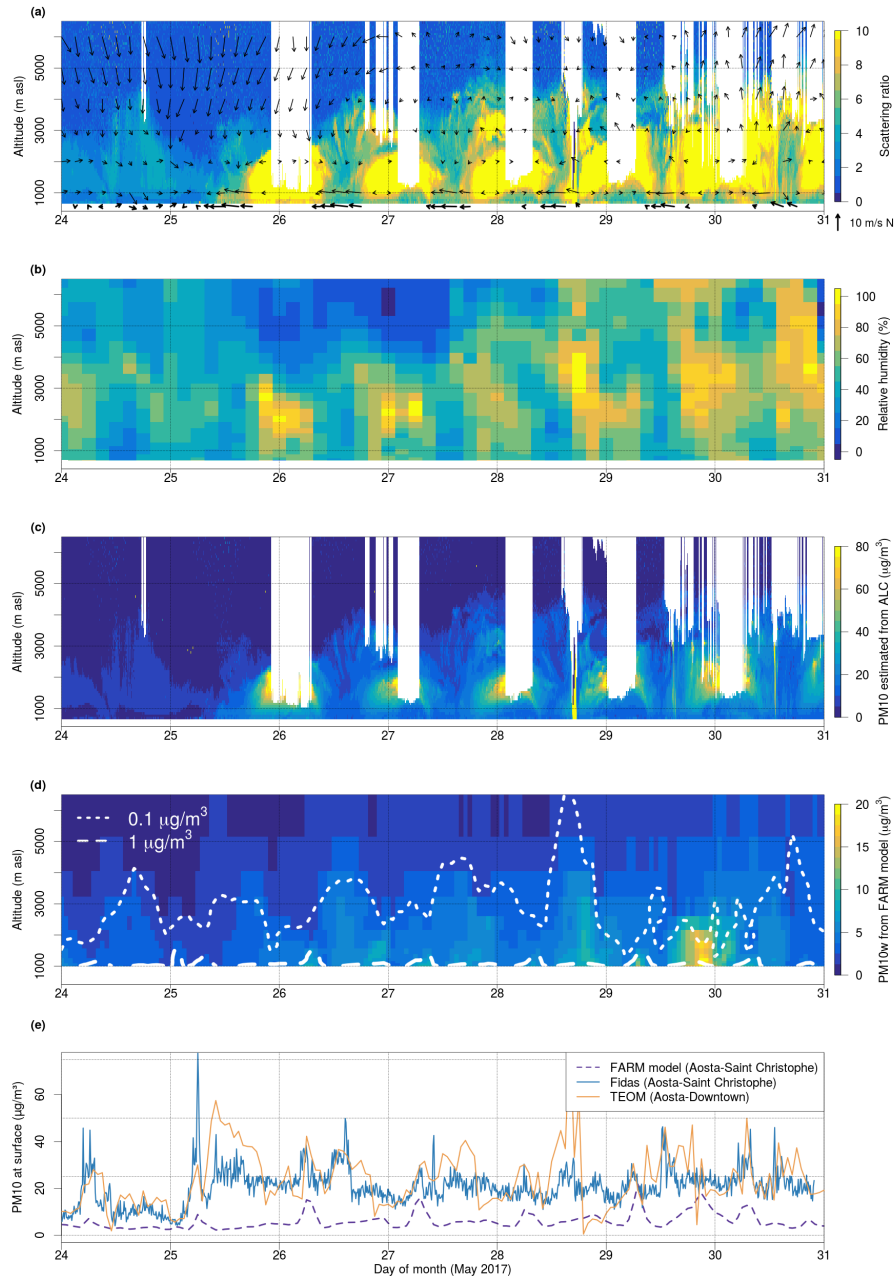 (a)
Altitude (m asl)
1000 3000 5000
24 25 26 27 28 29 30 31
0 2 4 6 8 10
Scattering ratio
10 m/s N
(b)
Altitude (m asl)
1000 3000 5000
24 25 26 27 28 29 30 31
0 20 40 60 80 100
Relative humidity (%)
(c)
Altitude (m asl)
1000 3000 5000
24 25 26 27 28 29 30 31
0 20 40 60 80
PM10 estimated from ALC (μg/m³)
(d)
0.1 μg/m³
1 μg/m³
Altitude (m asl)
1000 3000 5000
24 25 26 27 28 29 30 31
0 5 10 15 20
PM10w from FARM model (μg/m³)
(e)
FARM model (Aosta-Saint Christophe)
Fidas (Aosta-Saint Christophe)
TEOM (Aosta-Downtown)
PM10 at surface (μg/m³)
0 20 40 60
24 25 26 27 28 29 30 31
Day of month (May 2017)